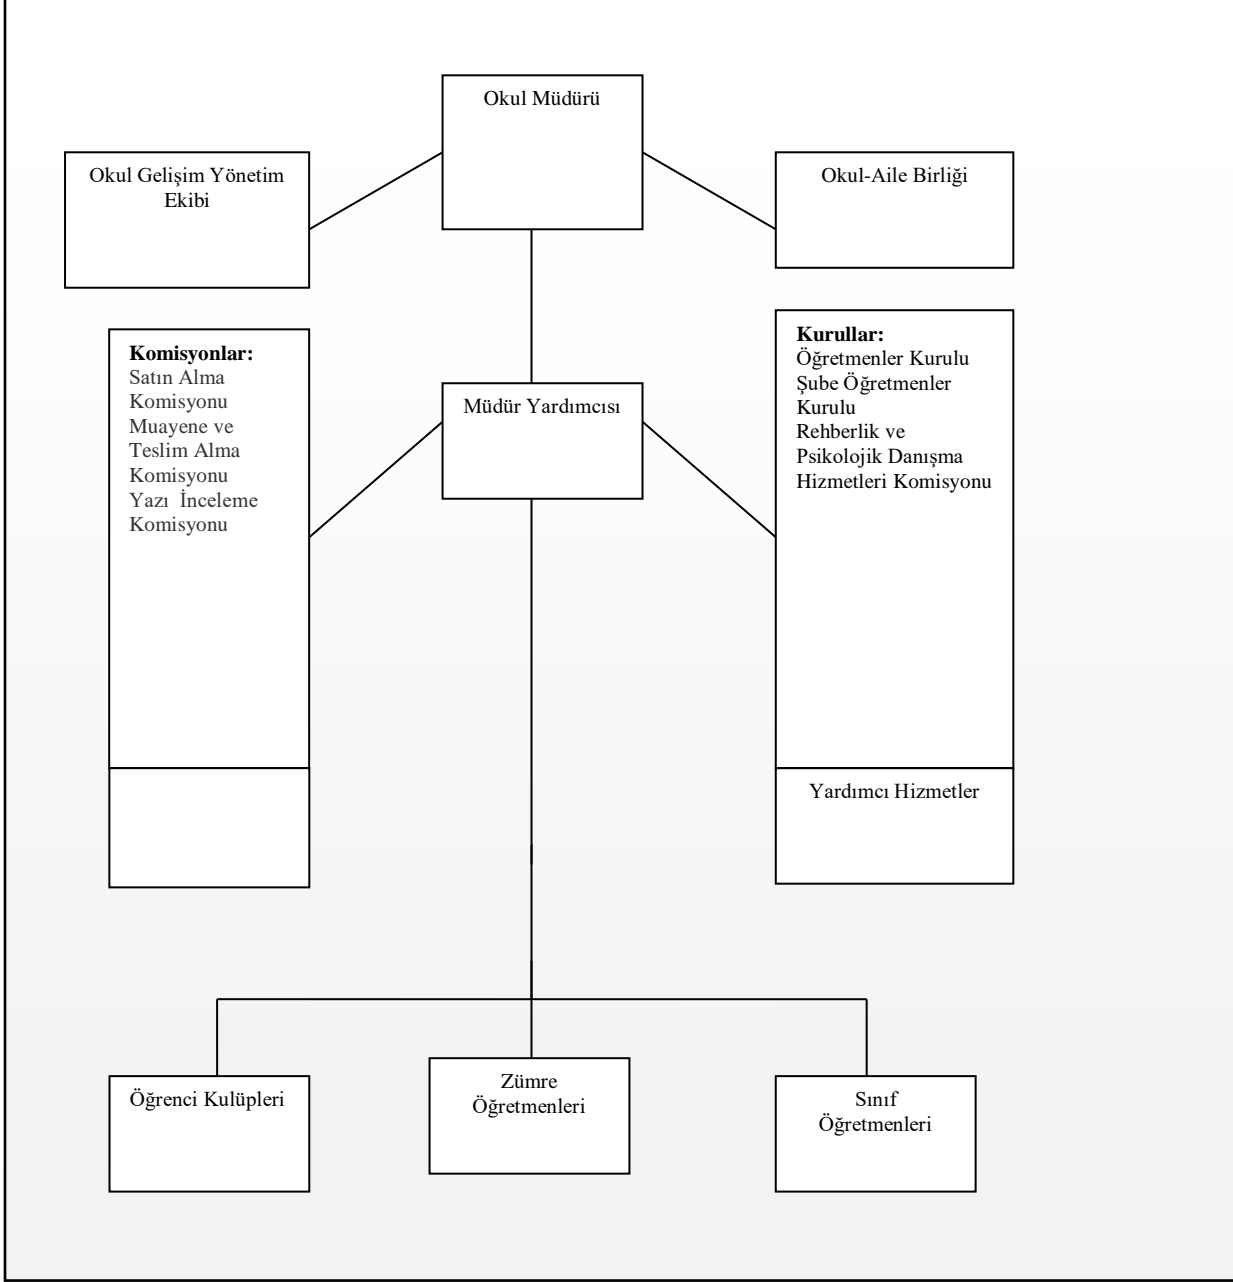 Okul Müdürü
Okul Gelişim Yönetim
Ekibi
Okul-Aile Birliği
Komisyonlar:
Satın Alma
Komisyonu
Muayene ve
Teslim Alma
Komisyonu
Yazı  İnceleme
Komisyonu
Müdür Yardımcısı
Kurullar:
Öğretmenler Kurulu
Şube Öğretmenler
Kurulu
Rehberlik ve
Psikolojik Danışma
Hizmetleri Komisyonu
Yardımcı Hizmetler
Öğrenci Kulüpleri
Zümre
Öğretmenleri
Sınıf
Öğretmenleri